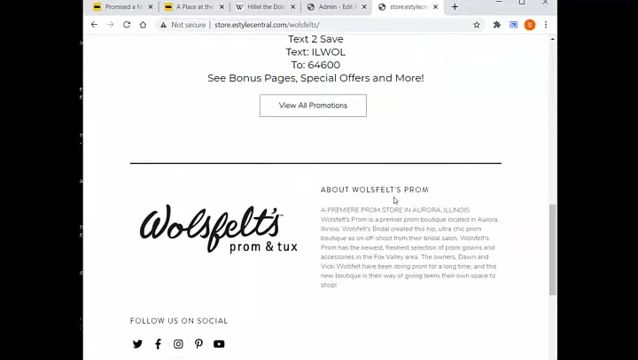 Promised a M
A Place at the
Hillel the Elde
Admin - Edit
store.estylecen
Not secure
store.estylecentral.com/wolsfelts/
Text 2 Save
Text: ILWOL
To: 64600
See Bonus Pages, Special Offers and More!
View All Promotions
Wolsfelt's
prom & tux
ABOUT WOLSFELT'S PROM
A PREMIERE PROM STORE IN AURORA, ILLINOIS
Wolsfelt's Prom is a premier prom boutique located in Aurora,
Illinois. Wolsfelt's Bridal created this hip, ultra chic prom
boutique as on off-shoot from their bridal salon. Wolsfelt's
Prom has the newest, freshest selection of prom gowns and
accessories in the Fox Valley area. The owners, Dawn and
Vicki Wolsfelt have been doing prom for a long time, and this
new boutique is their way of giving teens their own space to
shop!
FOLLOW US ON SOCIAL